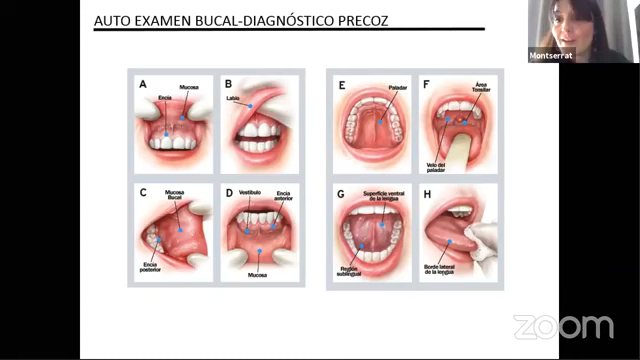 AUTO EXAMEN BUCAL-DIAGNÓSTICO PRECOZ
Montserrat
A
Mucosa
Encía
B
Labio
E
Paladar
F
Área
Tonsilar
Velo del
paladar
C
Mucosa
Bucal
Encía
posterior
D
Vestíbulo
Encía
anterior
Mucosa
G
Superficie ventral
de la lengua
Región
sublingual
H
Borde lateral
de la lengua
zoom